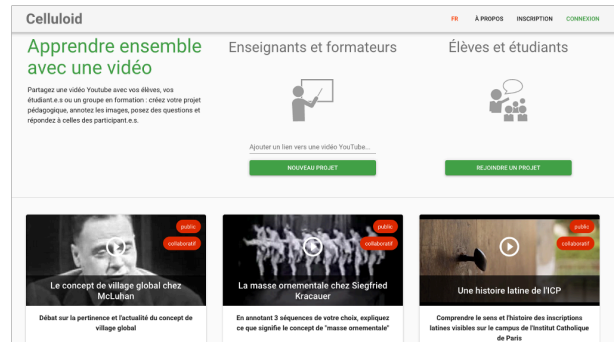 Celluloid
FR À PROPOS INSCRIPTION CONNEXION
Apprendre ensemble
avec une vidéo
Partagez une vidéo Youtube avec vos élèves, vos
étudiant.e.s ou un groupe en formation : créez votre projet
pédagogique, annotez les images, posez des questions et
répondez à celles des participant.e.s.
Enseignants et formateurs
Ajouter un lien vers une vidéo YouTube...
NOUVEAU PROJET
Élèves et étudiants
REJOINDRE UN PROJET
public
collaboratif
Le concept de village global chez
McLuhan
Débat sur la pertinence et l'actualité du concept de
village global
public
collaboratif
La masse ornementale chez Siegfried
Kracauer
En annotant 3 séquences de votre choix, expliquez
ce que signifie le concept de "masse ornementale"
public
collaboratif
Une histoire latine de l'ICP
Comprendre le sens et l'histoire des inscriptions
latines visibles sur le campus de l'Institut Catholique
de Paris